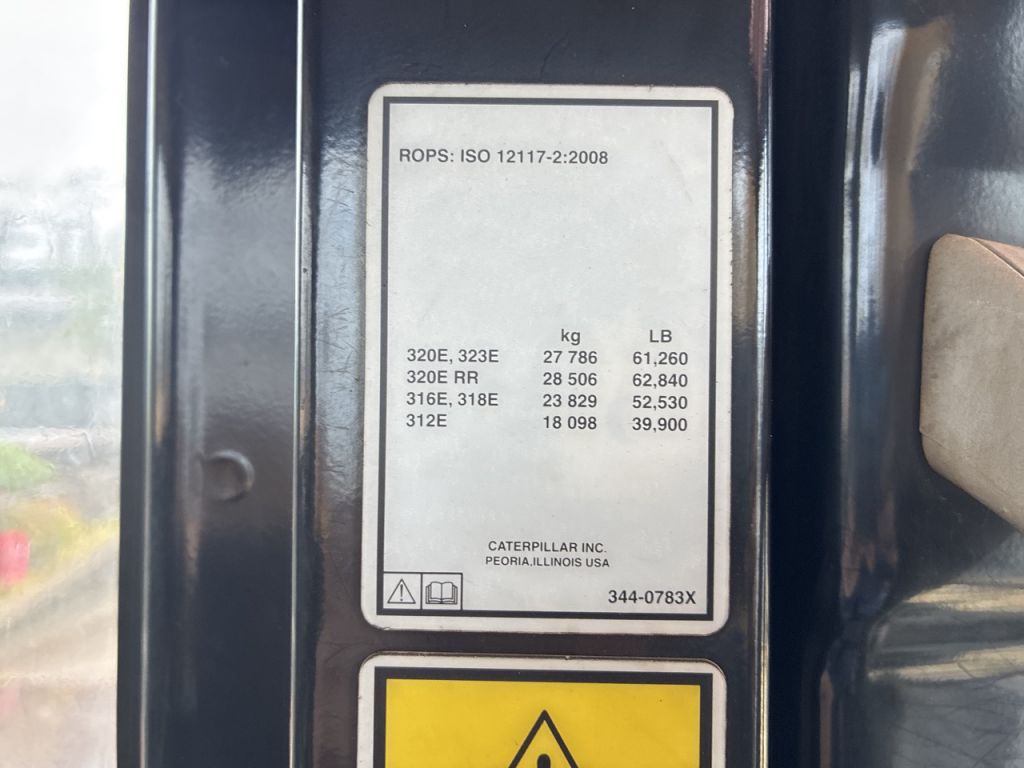 ROPS: ISO 12117-2:2008
kg LB
320E, 323E 27 786 61,260
320E RR 28 506 62,840
316E, 318E 23 829 52,530
312E 18 098 39,900
CATERPILLAR INC.
PEORIA,ILLINOIS USA
344-0783X